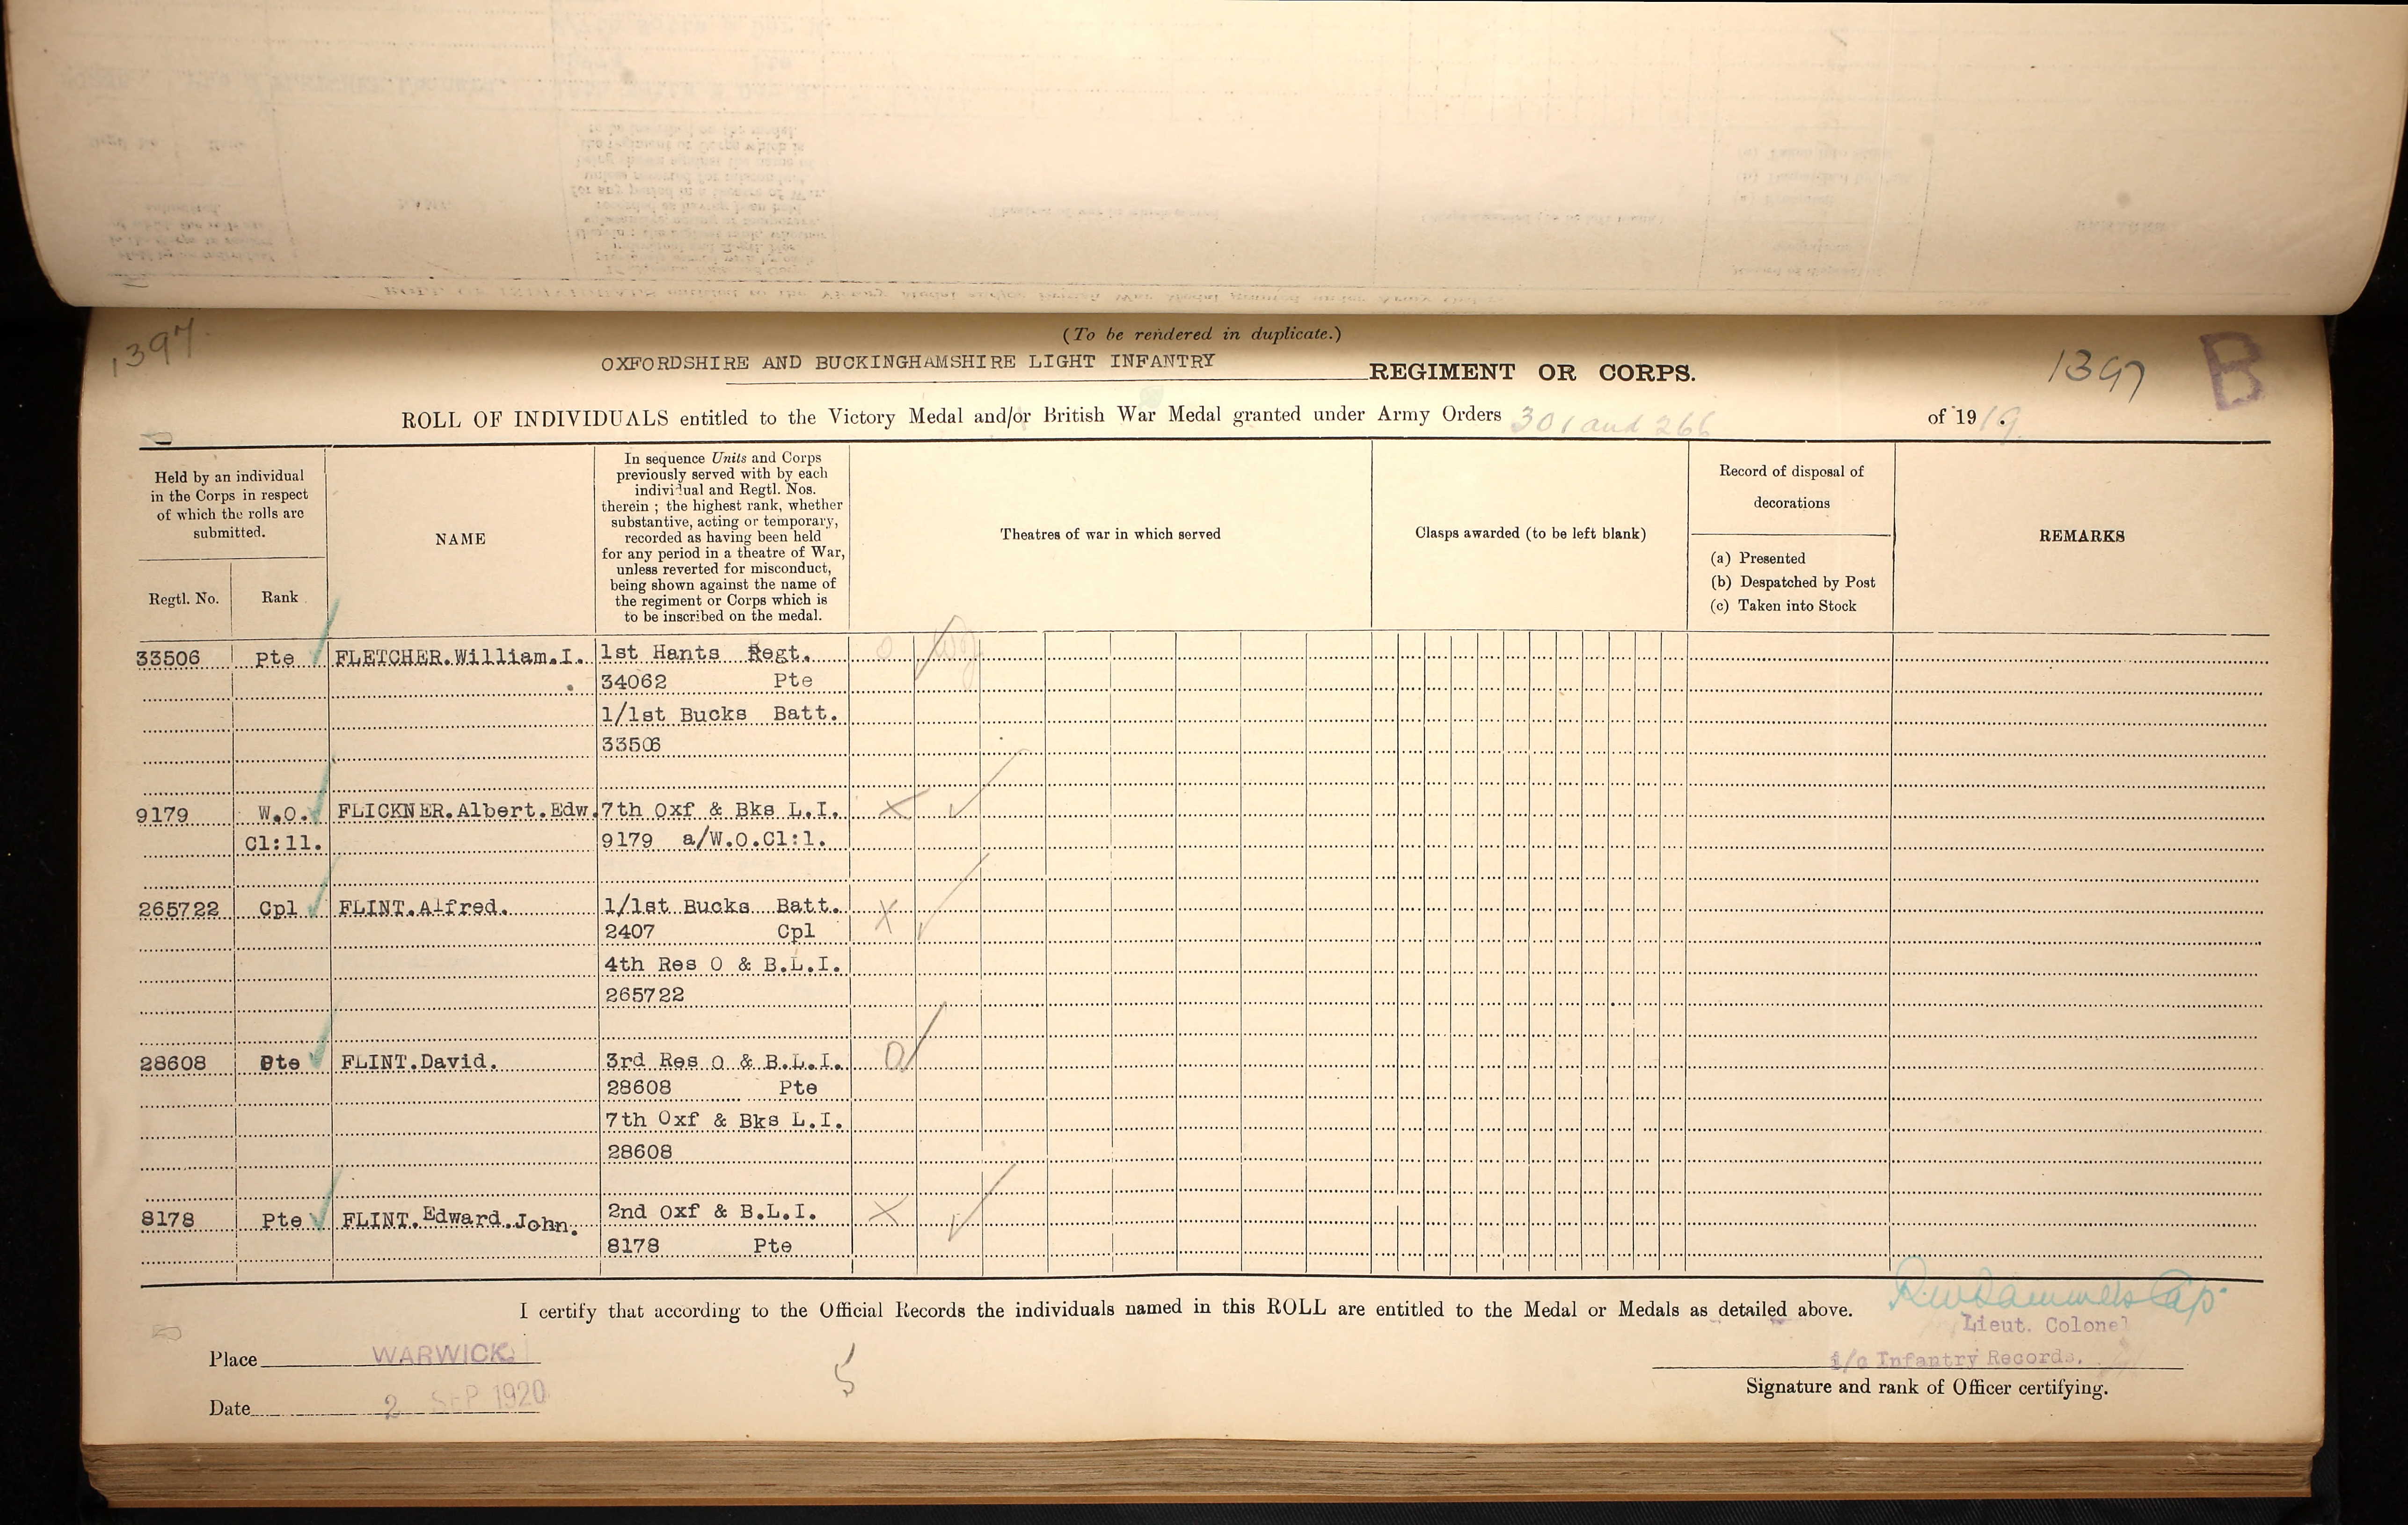 1397
(To be rendered in duplicate.)
OXFORDSHIRE AND BUCKINGHAMSHIRE LIGHT INFANTRY REGIMENT OR CORPS.
1397 B
ROLL OF INDIVIDUALS entitled to the Victory Medal and/or British War Medal granted under Army Orders 301 and 266 of 1919.
Held by an individual
in the Corps in respect
of which the rolls are
submitted.
Regtl. No.
Rank
NAME
In sequence Units and Corps
previously served with by each
individual and Regtl. Nos.
therein ; the highest rank, whether
substantive, acting or temporary,
recorded as having been held
for any period in a theatre of War,
unless reverted for misconduct,
being shown against the name of
the regiment or Corps which is
to be inscribed on the medal.
Theatres of war in which served
Clasps awarded (to be left blank)
Record of disposal of
decorations
(a) Presented
(b) Despatched by Post
(c) Taken into Stock
REMARKS
33506 Pte FLETCHER.William.I. 1st Hants Regt.
34062 Pte
1/1st Bucks Batt.
33506
9179 W.O. FLICKNER.Albert.Edw. 7th Oxf & Bks L.I. X
Cl:11. 9179 a/W.O.Cl:1.
265722 Cpl FLINT.Alfred. 1/1st Bucks Batt. X
2407 Cpl
4th Res O & B.L.I.
265722
28608 Pte FLINT.David. 3rd Res O & B.L.I.
28608 Pte
7th Oxf & Bks L.I.
28608
8178 Pte FLINT.Edward.John. 2nd Oxf & B.L.I. X
8178 Pte
I certify that according to the Official Records the individuals named in this ROLL are entitled to the Medal or Medals as detailed above.
Lieut. Colonel
i/c Infantry Records.
Signature and rank of Officer certifying.
Place WARWICK.
Date 2 SEP 1920
5